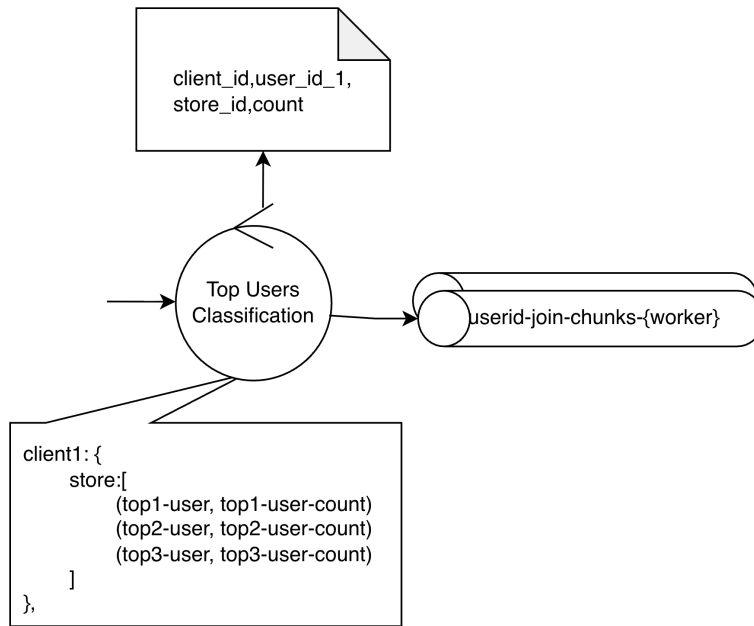 client_id,user_id_1,
store_id,count
Top Users
Classification
userid-join-chunks-{worker}
client1: {
store:[
(top1-user, top1-user-count)
(top2-user, top2-user-count)
(top3-user, top3-user-count)
]
},